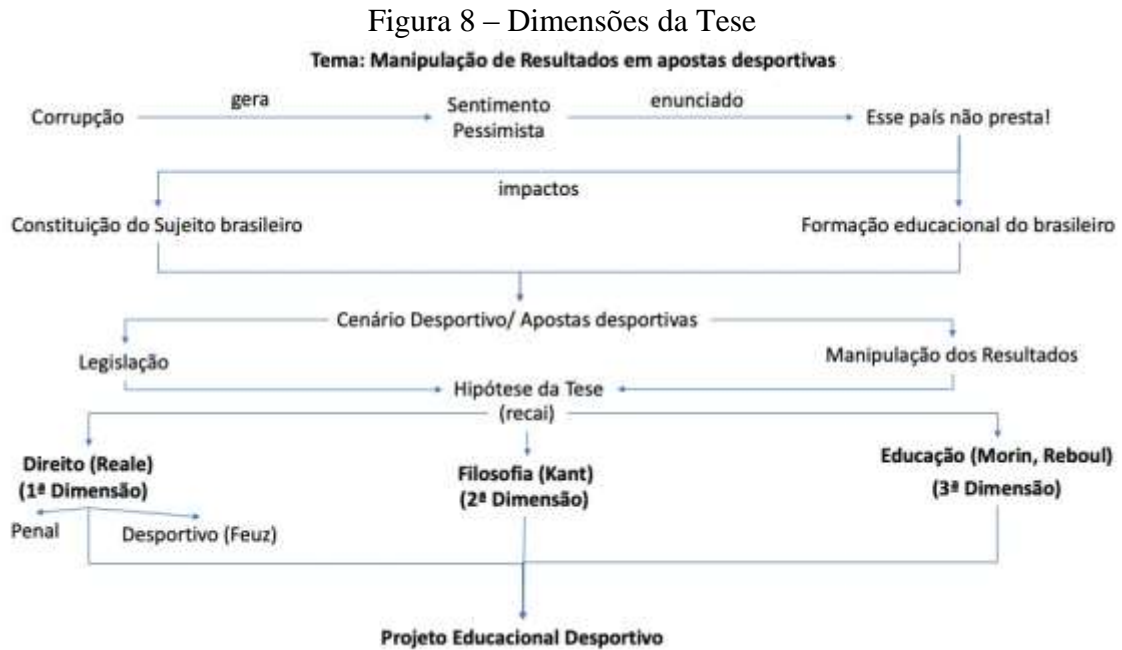 Figura 8 – Dimensões da Tese
Tema: Manipulação de Resultados em apostas desportivas
Corrupção
gera
Sentimento
Pessimista
enunciado
Esse país não presta!
impactos
Constituição do Sujeito brasileiro
Formação educacional do brasileiro
Cenário Desportivo/ Apostas desportivas
Legislação
Manipulação dos Resultados
Hipótese da Tese
(recai)
Direito (Reale)
(1ª Dimensão)
Filosofia (Kant)
(2ª Dimensão)
Educação (Morin, Reboul)
(3ª Dimensão)
Penal
Desportivo (Feuz)
Projeto Educacional Desportivo